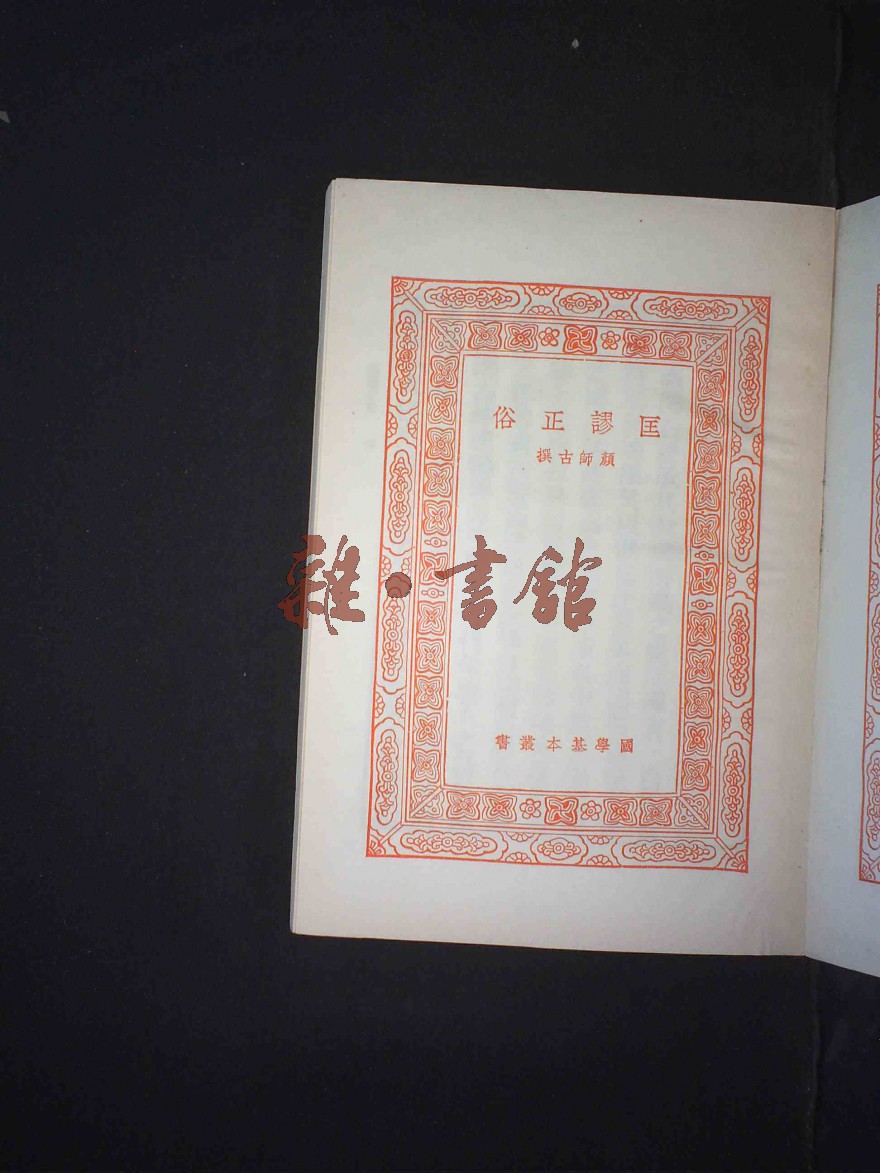 匡謬正俗
顏師古撰
雜·書館
國學基本叢書